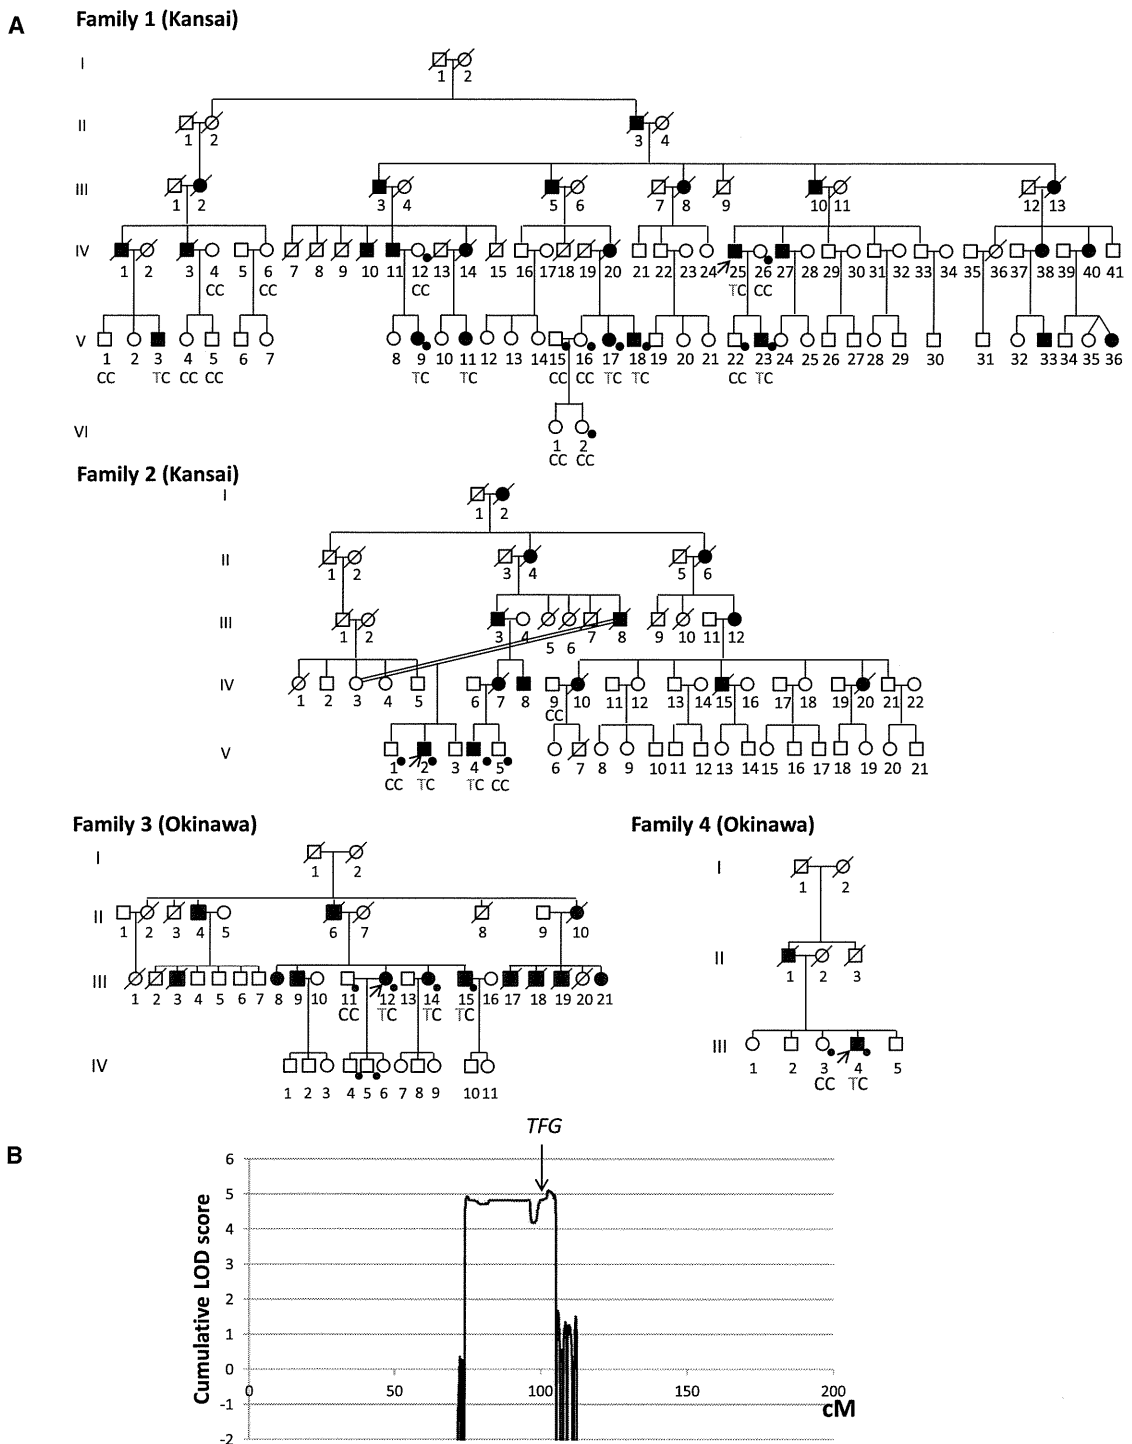 A
Family 1 (Kansai)
I
1 2
II
1 2 3 4
III
1 2 3 4 5 6 7 8 9 10 11 12 13
IV
1 2 3 4 5 6 7 8 9 10 11 12 13 14 15 16 17 18 19 20 21 22 23 24 25 26 27 28 29 30 31 32 33 34 35 36 37 38 39 40 41
CC CC CC TC CC
V
1 2 3 4 5 6 7 8 9 10 11 12 13 14 15 16 17 18 19 20 21 22 23 24 25 26 27 28 29 30 31 32 33 34 35 36
CC TC CC CC TC TC CC CC TC TC CC TC
VI
1 2
CC CC
Family 2 (Kansai)
I
1 2
II
1 2 3 4 5 6
III
1 2 3 4 5 6 7 8 9 10 11 12
IV
1 2 3 4 5 6 7 8 9 10 11 12 13 14 15 16 17 18 19 20 21 22
CC
V
1 2 3 4 5 6 7 8 9 10 11 12 13 14 15 16 17 18 19 20 21
CC TC TC CC
Family 3 (Okinawa)
I
1 2
II
1 2 3 4 5 6 7 8 9 10
III
1 2 3 4 5 6 7 8 9 10 11 12 13 14 15 16 17 18 19 20 21
CC TC TC TC
IV
1 2 3 4 5 6 7 8 9 10 11
Family 4 (Okinawa)
I
1 2
II
1 2 3
III
1 2 3 4 5
CC TC
B
TFG
Cumulative LOD score
6
5
4
3
2
1
0
-1
-2
0 50 100 150 200
cM